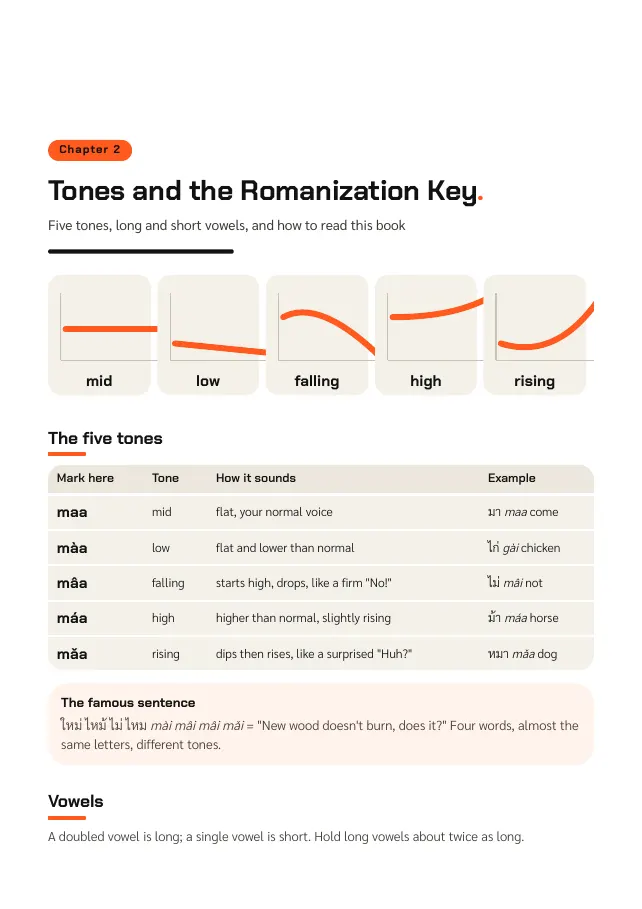 Chapter 2
Tones and the Romanization Key.
Five tones, long and short vowels, and how to read this book
mid low falling high rising
The five tones
Mark here Tone How it sounds Example
maa mid flat, your normal voice มา maa come
màa low flat and lower than normal ไก่ gài chicken
mâa falling starts high, drops, like a firm "No!" ไม่ mâi not
máa high higher than normal, slightly rising ม้า máa horse
mǎa rising dips then rises, like a surprised "Huh?" หมา mǎa dog
The famous sentence
ใหม่ ไหม้ ไม่ ไหม mài mâi mâi mǎi = "New wood doesn't burn, does it?" Four words, almost the
same letters, different tones.
Vowels
A doubled vowel is long; a single vowel is short. Hold long vowels about twice as long.